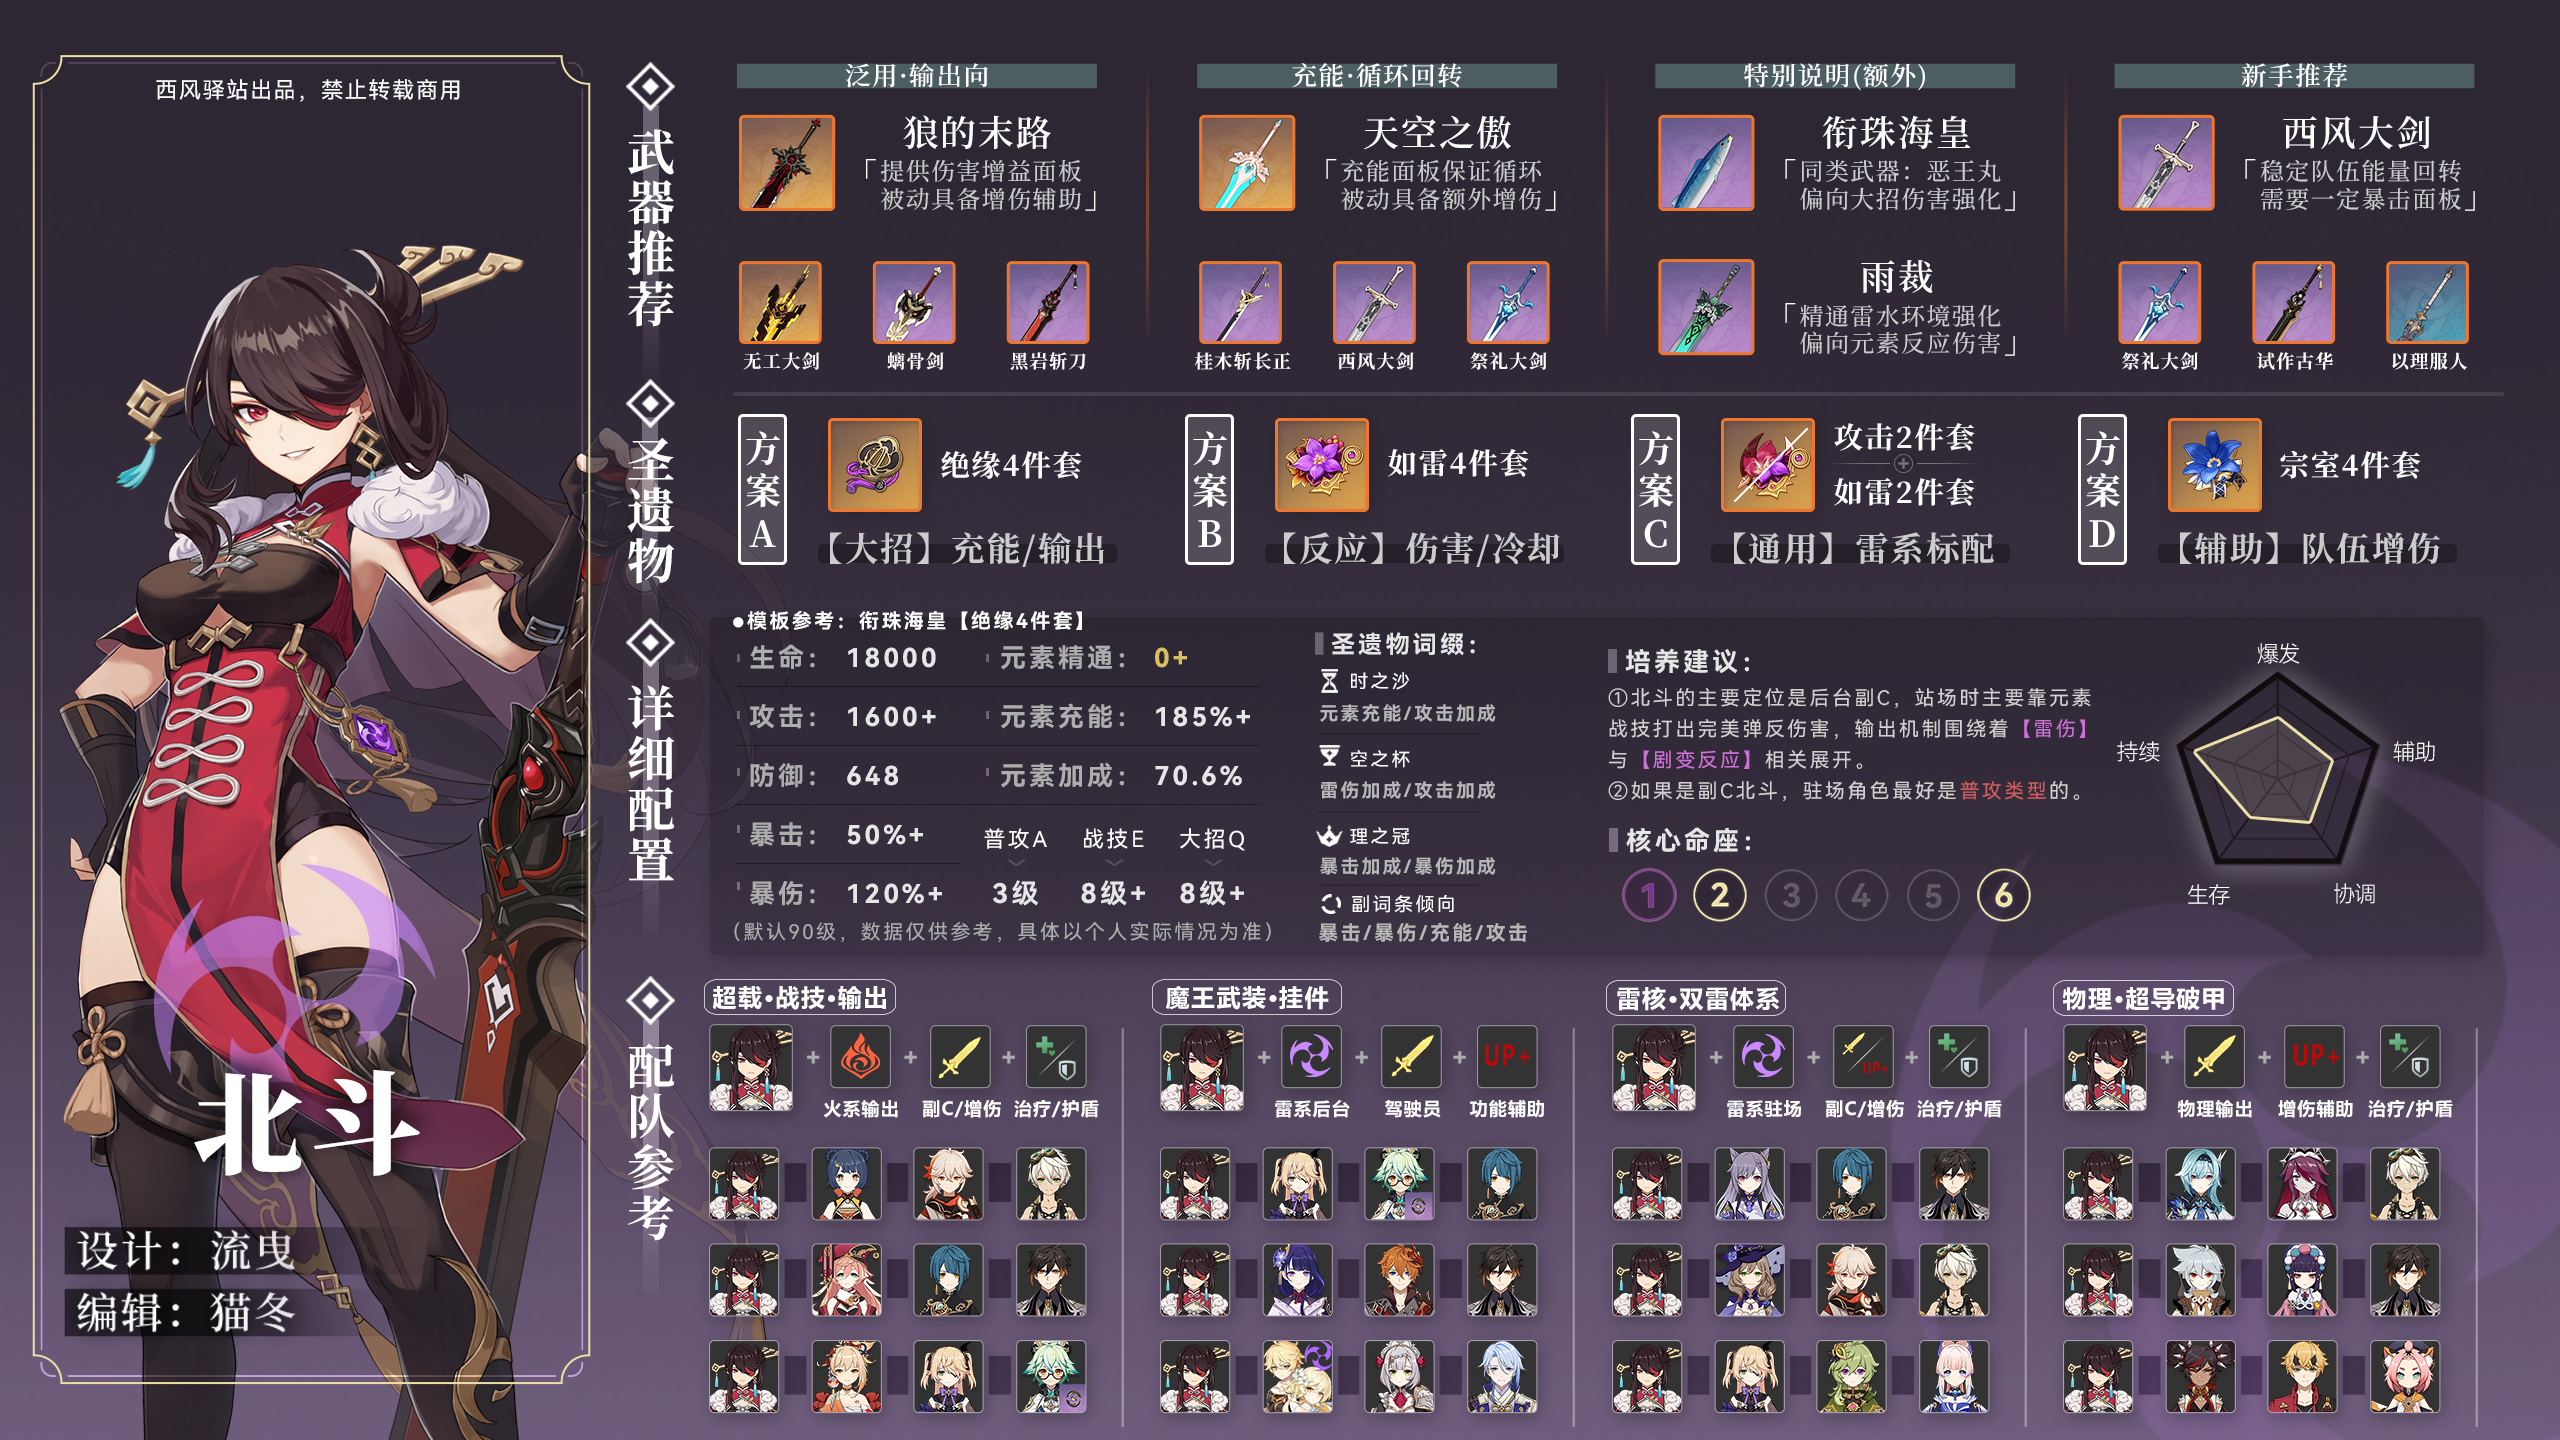 西风驿站出品，禁止转载商用
北斗
设计：流曳
编辑：猫冬
武器推荐
泛用·输出向
狼的末路
「提供伤害增益面板
被动具备增伤辅助」
无工大剑
螭骨剑
黑岩斩刀
充能·循环回转
天空之傲
「充能面板保证循环
被动具备额外增伤」
桂木斩长正
西风大剑
祭礼大剑
特别说明(额外)
衔珠海皇
「同类武器：恶王丸
偏向大招伤害强化」
雨裁
「精通雷水环境强化
偏向元素反应伤害」
新手推荐
西风大剑
「稳定队伍能量回转
需要一定暴击面板」
祭礼大剑
试作古华
以理服人
圣遗物
方案A
绝缘4件套
【大招】充能/输出
方案B
如雷4件套
【反应】伤害/冷却
方案C
攻击2件套
如雷2件套
【通用】雷系标配
方案D
宗室4件套
【辅助】队伍增伤
详细配置
●模板参考：衔珠海皇【绝缘4件套】
生命：18000
元素精通：0+
攻击：1600+
元素充能：185%+
防御：648
元素加成：70.6%
暴击：50%+
普攻A 战技E 大招Q
暴伤：120%+
3级 8级+ 8级+
(默认90级，数据仅供参考，具体以个人实际情况为准)
圣遗物词缀：
时之沙
元素充能/攻击加成
空之杯
雷伤加成/攻击加成
理之冠
暴击加成/暴伤加成
副词条倾向
暴击/暴伤/充能/攻击
培养建议：
①北斗的主要定位是后台副C，站场时主要靠元素
战技打出完美弹反伤害，输出机制围绕着【雷伤】
与【剧变反应】相关展开。
②如果是副C北斗，驻场角色最好是普攻类型的。
核心命座：
1 2 3 4 5 6
爆发
辅助
协调
生存
持续
配队参考
超载·战技·输出
+ + +
火系输出 副C/增伤 治疗/护盾
魔王武装·挂件
+ + + UP+
雷系后台 驾驶员 功能辅助
雷核·双雷体系
+ + UP+ +
雷系驻场 副C/增伤 治疗/护盾
物理·超导破甲
+ + UP+ +
物理输出 增伤辅助 治疗/护盾